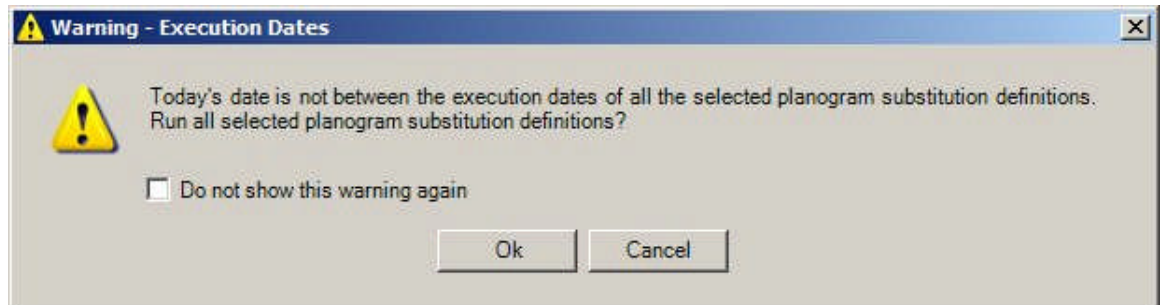 Warning - Execution Dates
Today's date is not between the execution dates of all the selected planogram substitution definitions.
Run all selected planogram substitution definitions?
Do not show this warning again
Ok Cancel